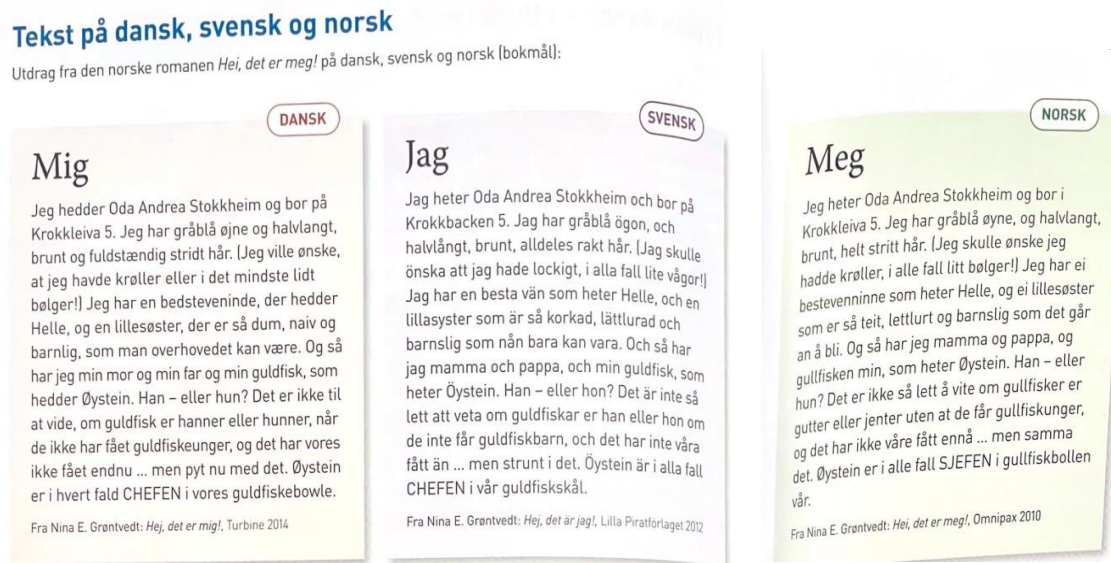 Tekst på dansk, svensk og norsk
Utdrag fra den norske romanen Hei, det er meg! på dansk, svensk og norsk (bokmål):
DANSK
Mig
Jeg hedder Oda Andrea Stokkheim og bor på
Krokkleiva 5. Jeg har gråblå øjne og halvlangt,
brunt og fuldstændig stridt hår. (Jeg ville ønske,
at jeg havde krøller eller i det mindste lidt
bølger!) Jeg har en bedsteveninde, der hedder
Helle, og en lillesøster, der er så dum, naiv og
barnlig, som man overhovedet kan være. Og så
har jeg min mor og min far og min guldfisk, som
hedder Øystein. Han – eller hun? Det er ikke til
at vide, om guldfisk er hanner eller hunner, når
de ikke har fået guldfiskeunger, og det har vores
ikke fået endnu ... men pyt nu med det. Øystein
er i hvert fald CHEFEN i vores guldfiskebowle.
Fra Nina E. Grøntvedt: Hej, det er mig!, Turbine 2014
SVENSK
Jag
Jag heter Oda Andrea Stokkheim och bor på
Krokkbacken 5. Jag har gråblå ögon, och
halvlångt, brunt, alldeles rakt hår. (Jag skulle
önska att jag hade lockigt, i alla fall lite vågor!)
Jag har en besta vän som heter Helle, och en
lillasyster som är så korkad, lättlurad och
barnslig som nån bara kan vara. Och så har
jag mamma och pappa, och min guldfisk, som
heter Öystein. Han – eller hon? Det är inte så
lett att veta om guldfiskar er han eller hon om
de inte får guldfiskbarn, och det har inte våra
fått än ... men strunt i det. Öystein är i alla fall
CHEFEN i vår guldfiskskål.
Fra Nina E. Grøntvedt: Hej, det är jag!, Lilla Piratförlaget 2012
NORSK
Meg
Jeg heter Oda Andrea Stokkheim og bor i
Krokkleiva 5. Jeg har gråblå øyne, og halvlangt,
brunt, helt stritt hår. (Jeg skulle ønske jeg
hadde krøller, i alle fall litt bølger!) Jeg har ei
bestevenninne som heter Helle, og ei lillesøster
som er så teit, lettlurt og barnslig som det går
an å bli. Og så har jeg mamma og pappa, og
gullfisken min, som heter Øystein. Han – eller
hun? Det er ikke så lett å vite om gullfisker er
gutter eller jenter uten at de får gullfiskunger,
og det har ikke våre fått ennå ... men samma
det. Øystein er i alle fall SJEFEN i gullfiskbollen
vår.
Fra Nina E. Grøntvedt: Hei, det er meg!, Omnipax 2010